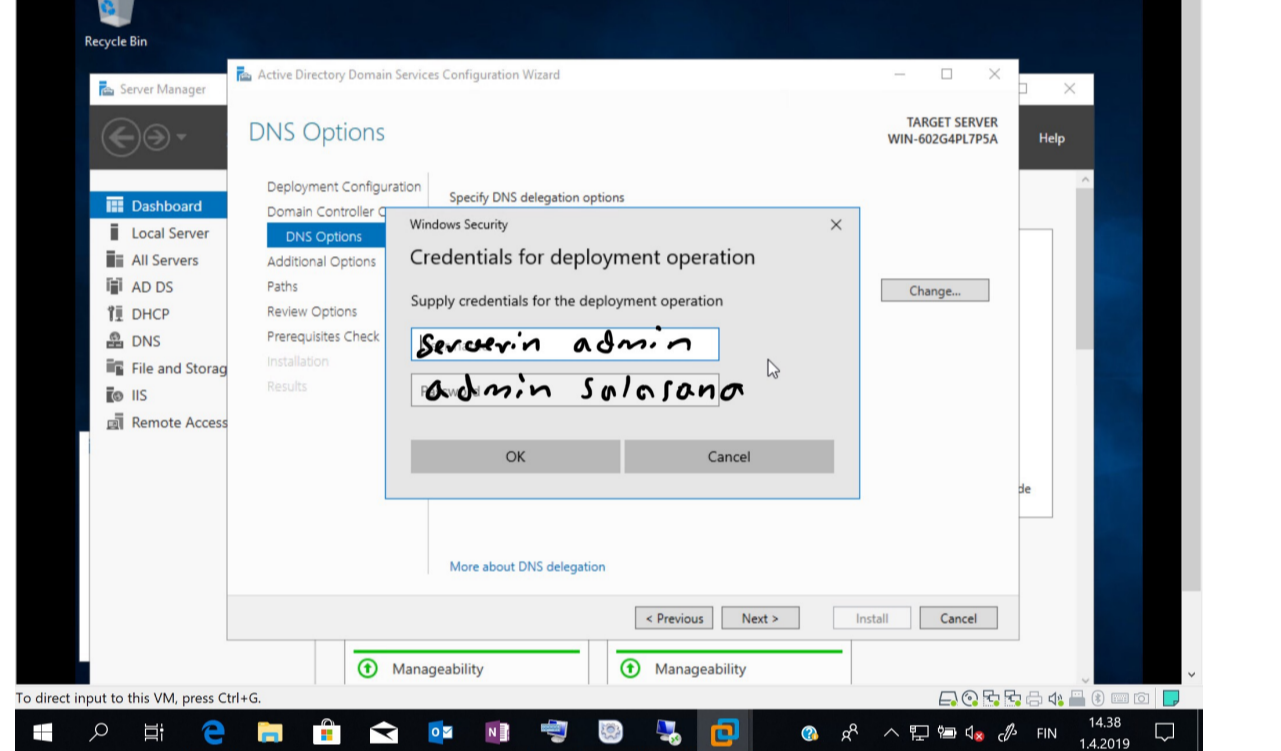 Recycle Bin
Server Manager
Active Directory Domain Services Configuration Wizard
DNS Options
TARGET SERVER
WIN-602G4PL7P5A
Help
Dashboard
Local Server
All Servers
AD DS
DHCP
DNS
File and Storag
IIS
Remote Access
Deployment Configuration
Domain Controller
DNS Options
Additional Options
Paths
Review Options
Prerequisites Check
Installation
Results
Specify DNS delegation options
Change...
Windows Security
Credentials for deployment operation
Supply credentials for the deployment operation
Serverin admin
admin salasana
OK
Cancel
de
More about DNS delegation
< Previous
Next >
Install
Cancel
Manageability
Manageability
To direct input to this VM, press Ctrl+G.
FIN
14.38
1.4.2019